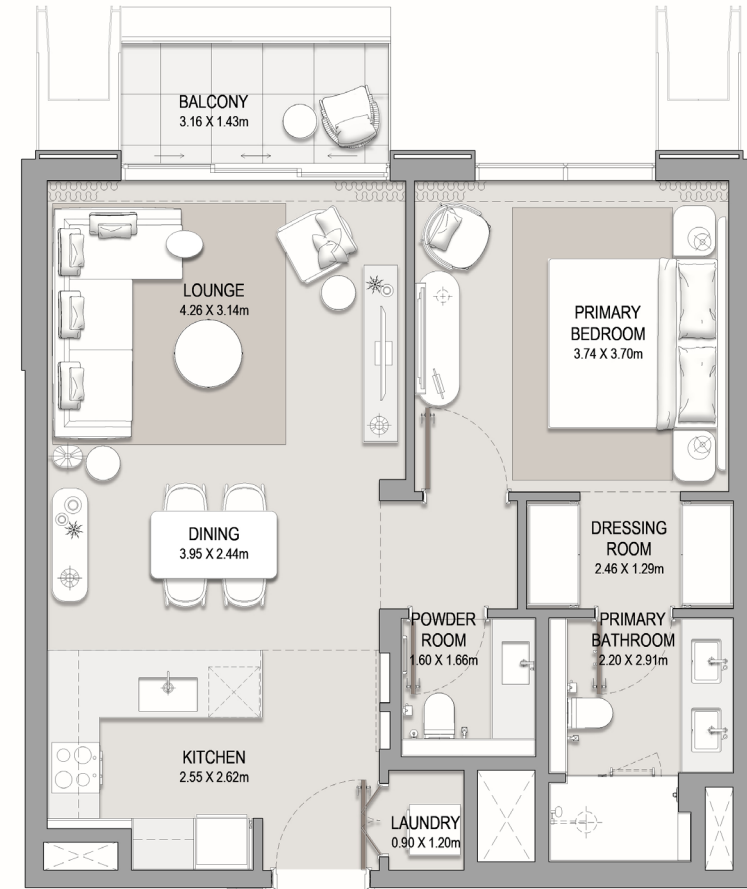 BALCONY
3.16 X 1.43m
LOUNGE
4.26 X 3.14m
PRIMARY
BEDROOM
3.74 X 3.70m
DINING
3.95 X 2.44m
DRESSING
ROOM
2.46 X 1.29m
POWDER
ROOM
1.60 X 1.66m
PRIMARY
BATHROOM
2.20 X 2.91m
KITCHEN
2.55 X 2.62m
LAUNDRY
0.90 X 1.20m